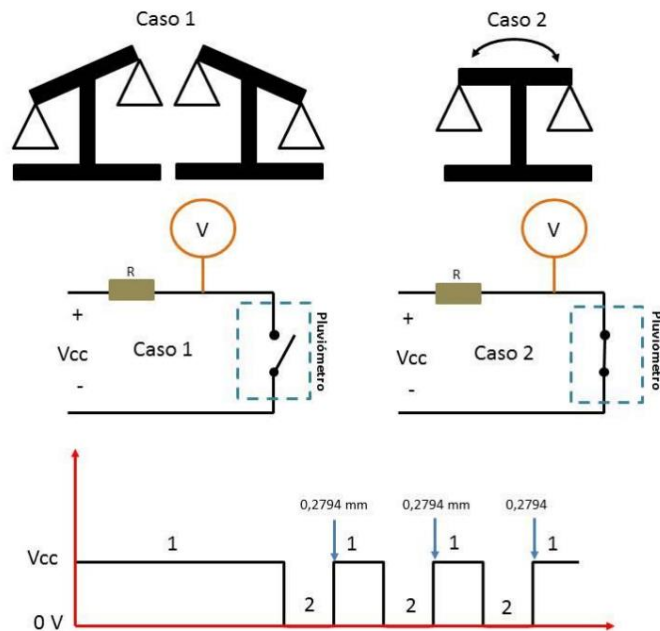 Caso 1
Caso 2
V
V
R
R
+
Vcc
-
Caso 1
Pluviómetro
+
Vcc
-
Caso 2
Pluviómetro
0,2794 mm
0,2794 mm
0,2794
Vcc
1
1
1
1
2
2
2
0 V